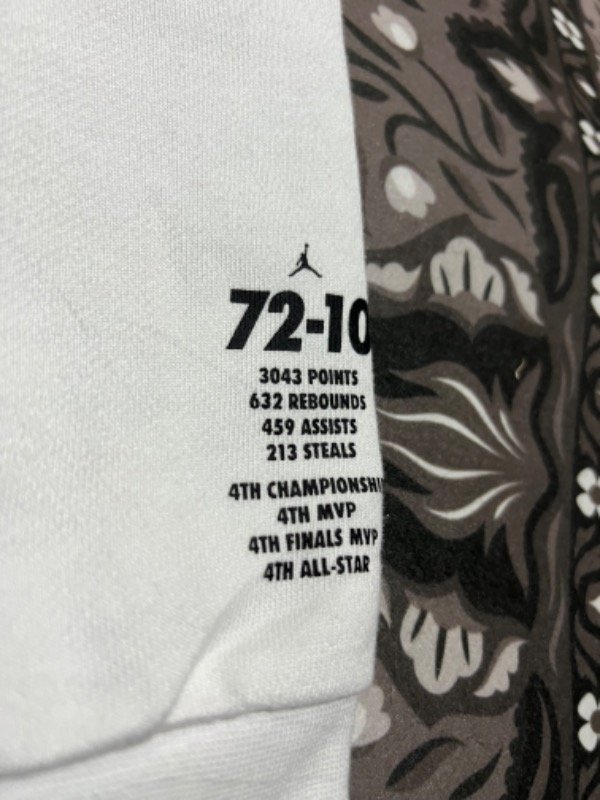 72-10
3043 POINTS
632 REBOUNDS
459 ASSISTS
213 STEALS
4TH CHAMPIONSHI
4TH MVP
4TH FINALS MVP
4TH ALL-STAR